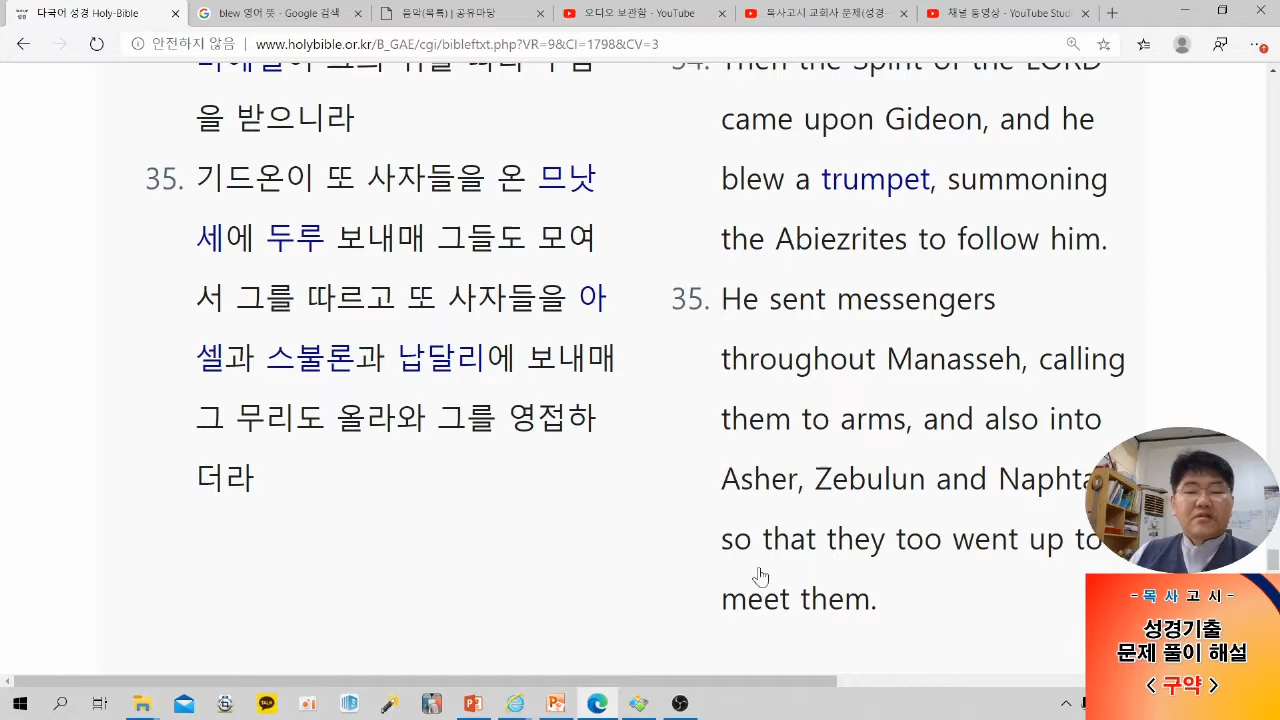 다국어 성경 Holy-Bible
blew 영어 뜻 - Google 검색
음악(목록) | 공유마당
오디오 보관함 - YouTube
목사고시 교회사 문제(성경
채널 동영상 - YouTube Stud
안전하지 않음
www.holybible.or.kr/B_GAE/cgi/bibleftxt.php?VR=9&CI=1798&CV=3
을 받으니라
35. 기드온이 또 사자들을 온 므낫
세에 두루 보내매 그들도 모여
서 그를 따르고 또 사자들을 아
셀과 스불론과 납달리에 보내매
그 무리도 올라와 그를 영접하
더라
34. Then the Spirit of the LORD
came upon Gideon, and he
blew a trumpet, summoning
the Abiezrites to follow him.
35. He sent messengers
throughout Manasseh, calling
them to arms, and also into
Asher, Zebulun and Naphta
so that they too went up to
meet them.
- 목 사 고 시 -
성경기출
문제 풀이 해설
< 구약 >
TALK